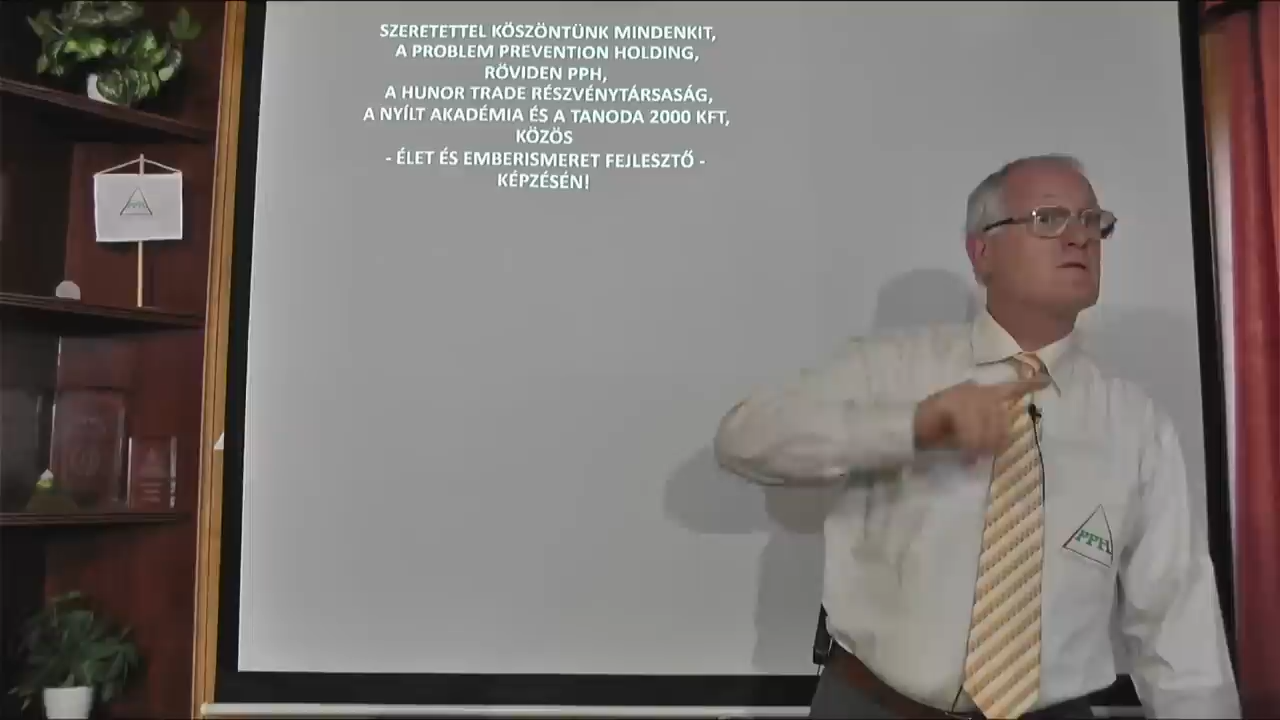 SZERETETTEL KÖSZÖNTÜNK MINDENKIT,
A PROBLEM PREVENTION HOLDING,
RÖVIDEN PPH,
A HUNOR TRADE RÉSZVÉNYTÁRSASÁG,
A NYÍLT AKADÉMIA ÉS A TANODA 2000 KFT,
KÖZÖS
- ÉLET ÉS EMBERISMERET FEJLESZTŐ -
KÉPZÉSÉN!
PPH
PPH